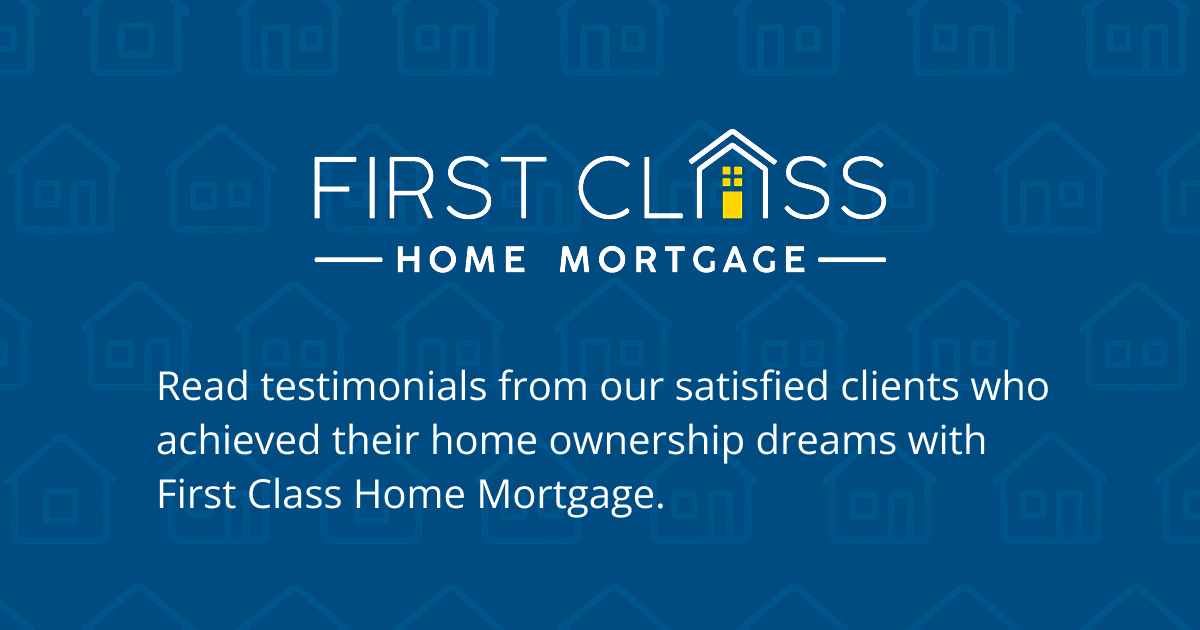 FIRST CLASS
HOME MORTGAGE
Read testimonials from our satisfied clients who
achieved their home ownership dreams with
First Class Home Mortgage.